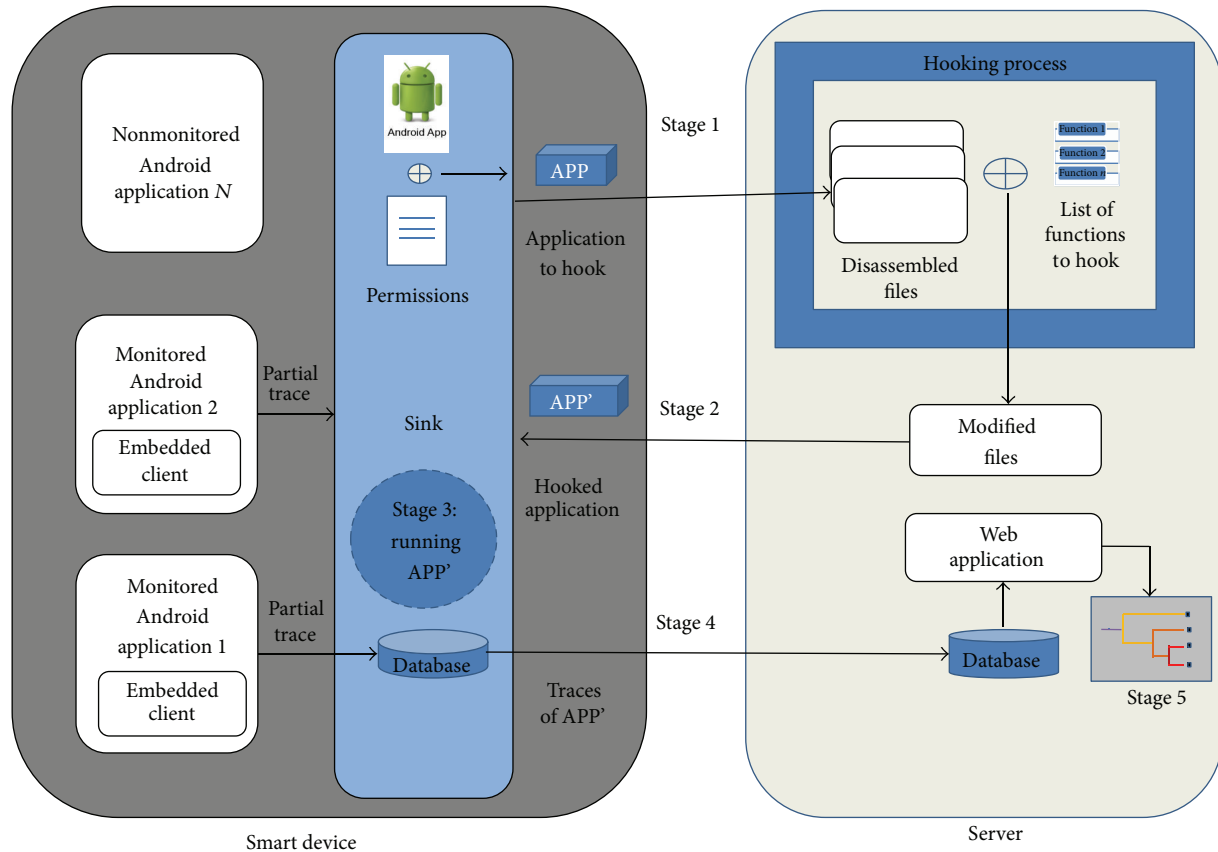 Nonmonitored
Android
application N
Monitored
Android
application 2
Embedded
client
Monitored
Android
application 1
Embedded
client
Partial
trace
Partial
trace
Android App
Permissions
Sink
Stage 3:
running
APP’
Database
APP
Application
to hook
APP’
Hooked
application
Traces
of APP’
Smart device
Stage 1
Stage 2
Stage 4
Hooking process
Disassembled
files
Function 1
Function 2
Function n
List of
functions
to hook
Modified
files
Web
application
Database
Stage 5
Server